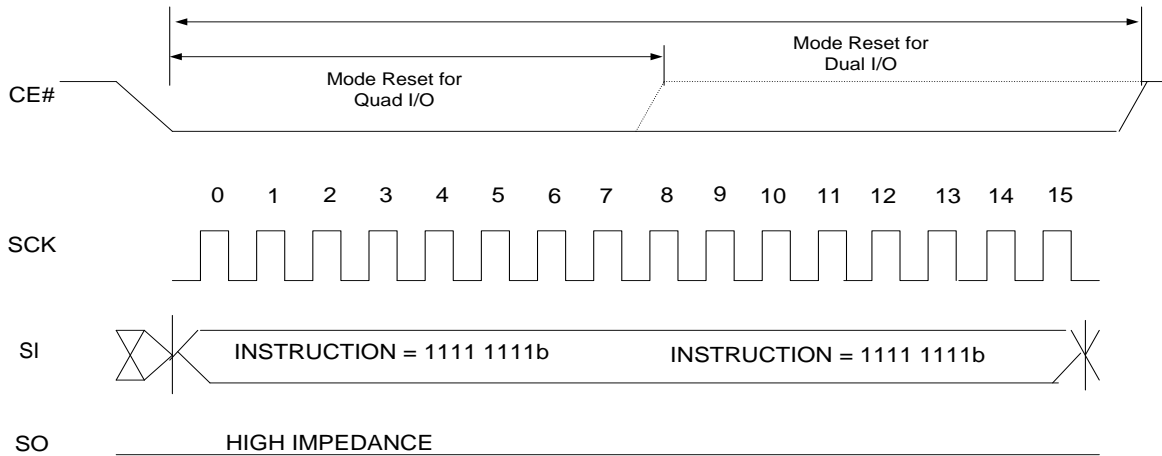 Mode Reset for
Dual I/O
Mode Reset for
Quad I/O
CE#
0 1 2 3 4 5 6 7 8 9 10 11 12 13 14 15
SCK
SI
INSTRUCTION = 1111 1111b INSTRUCTION = 1111 1111b
SO
HIGH IMPEDANCE